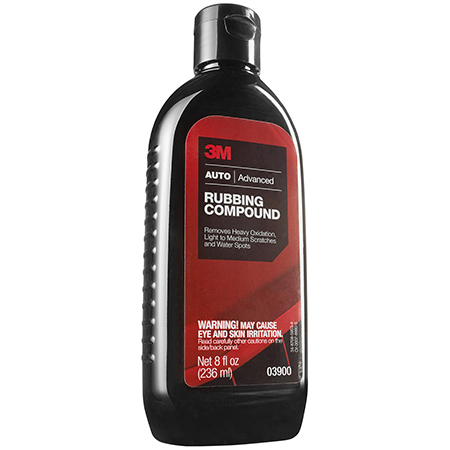 3M
AUTO | Advanced
RUBBING
COMPOUND
Removes Heavy Oxidation,
Light to Medium Scratches
and Water Spots
WARNING! MAY CAUSE
EYE AND SKIN IRRITATION.
Read carefully other cautions on the
side/back panel.
Net 8 fl oz
(236 ml)
03900